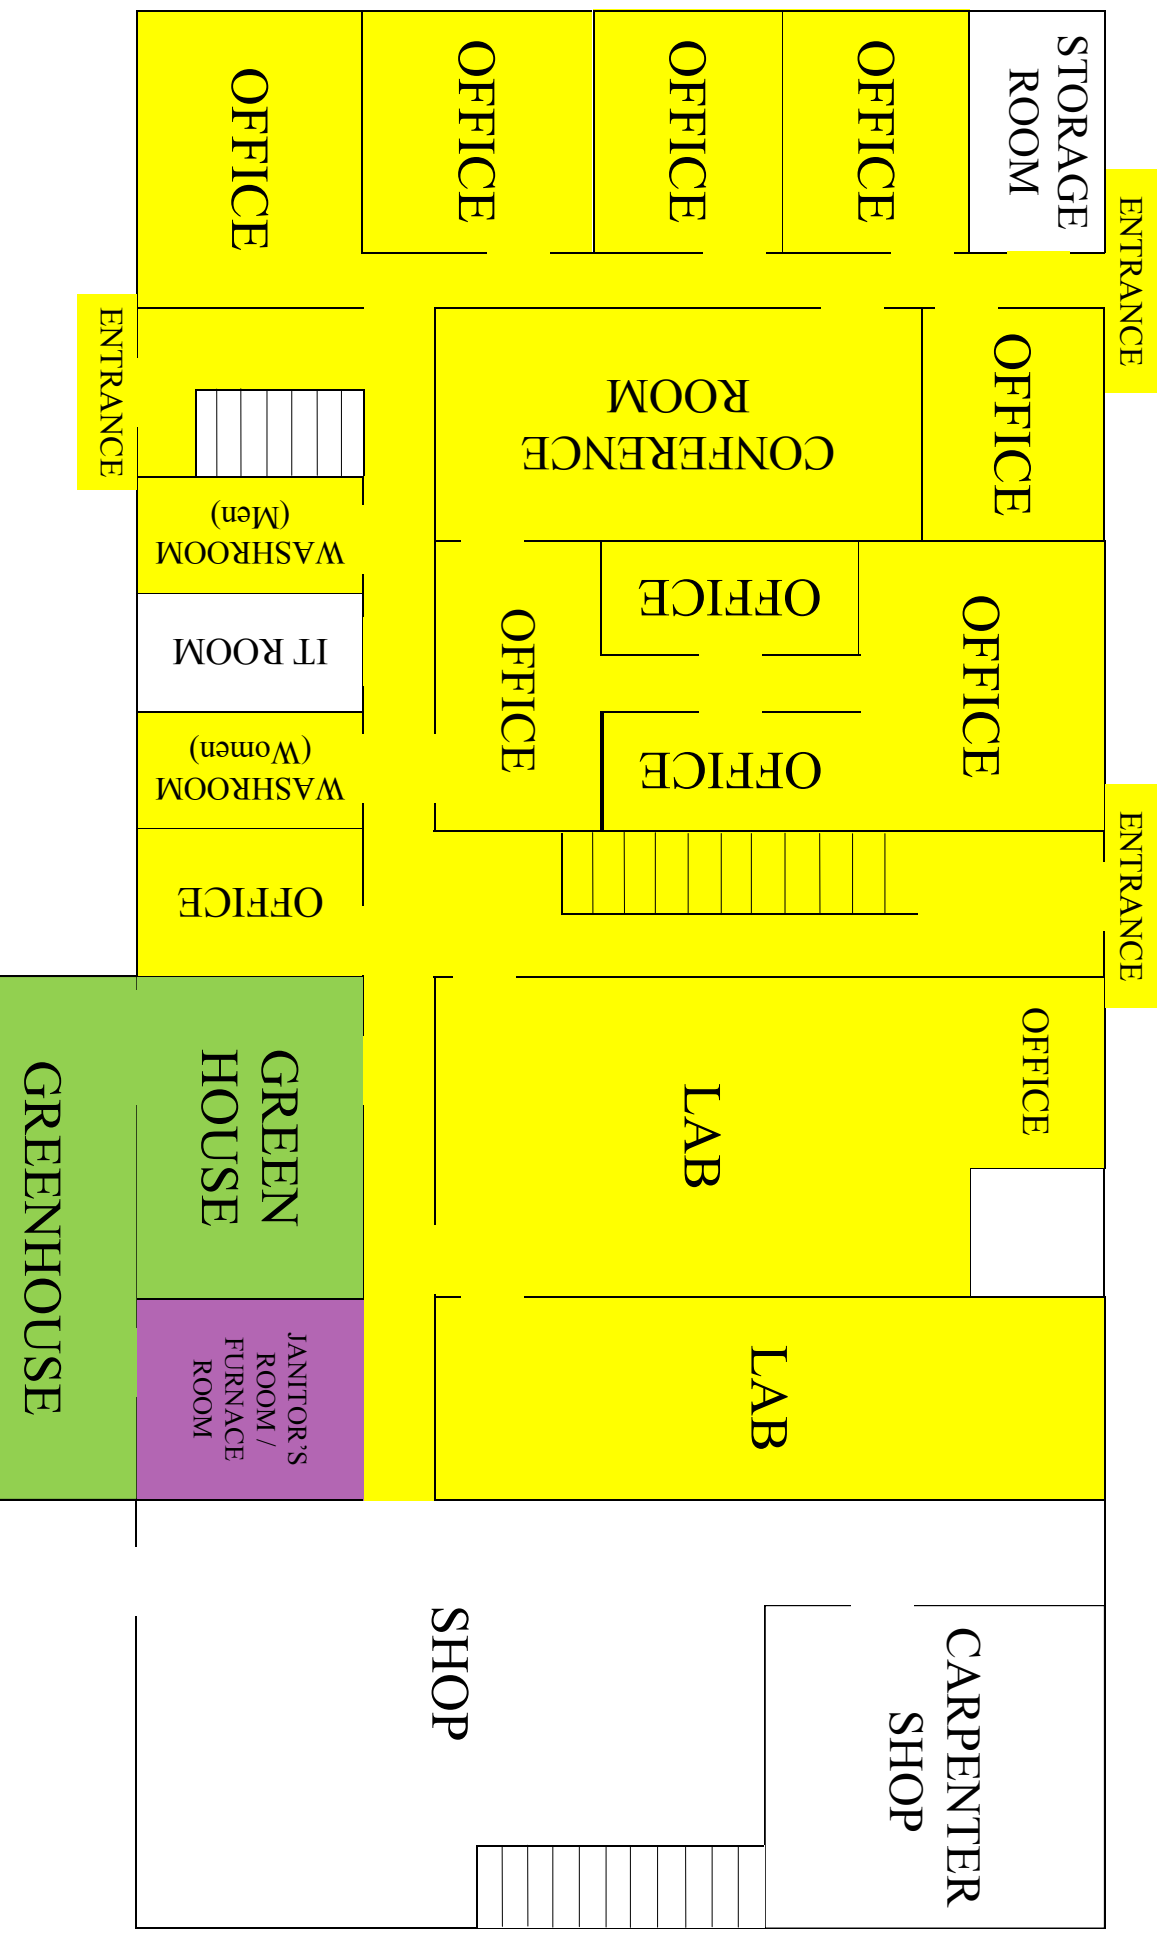 OFFICE
OFFICE
OFFICE
OFFICE
STORAGE
ROOM
ENTRANCE
ENTRANCE
CONFERENCE
ROOM
OFFICE
WASHROOM
(Men)
IT ROOM
WASHROOM
(Women)
OFFICE
OFFICE
OFFICE
OFFICE
OFFICE
ENTRANCE
GREENHOUSE
GREEN
HOUSE
LAB
OFFICE
JANITOR’S
ROOM /
FURNACE
ROOM
LAB
SHOP
CARPENTER
SHOP